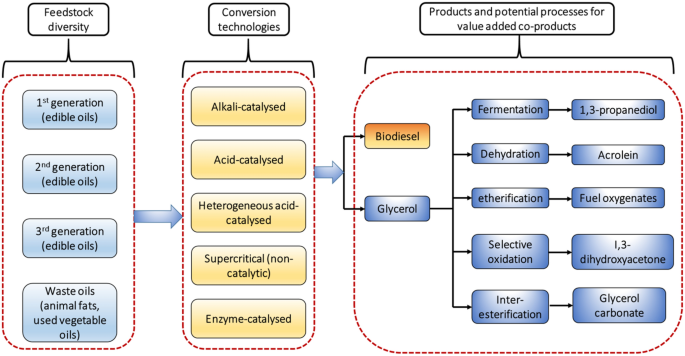 Feedstock
diversity
Conversion
technologies
Products and potential processes for
value added co-products
1st generation
(edible oils)
2nd generation
(edible oils)
3rd generation
(edible oils)
Waste oils
(animal fats,
used vegetable
oils)
Alkali-catalysed
Acid-catalysed
Heterogeneous acid-
catalysed
Supercritical (non-
catalytic)
Enzyme-catalysed
Biodiesel
Glycerol
Fermentation
1,3-propanediol
Dehydration
Acrolein
etherification
Fuel oxygenates
Selective
oxidation
I,3-
dihydroxyacetone
Inter-
esterification
Glycerol
carbonate